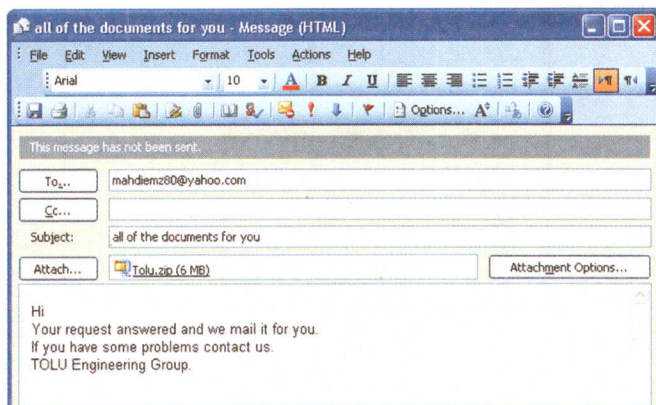 all of the documents for you - Message (HTML)
File Edit View Insert Format Tools Actions Help
Arial 10 A B I U
Options...
This message has not been sent.
To... mahdiemz80@yahoo.com
Cc...
Subject: all of the documents for you
Attach... Tolu.zip (6 MB) Attachment Options...
Hi
Your request answered and we mail it for you.
If you have some problems contact us.
TOLU Engineering Group.